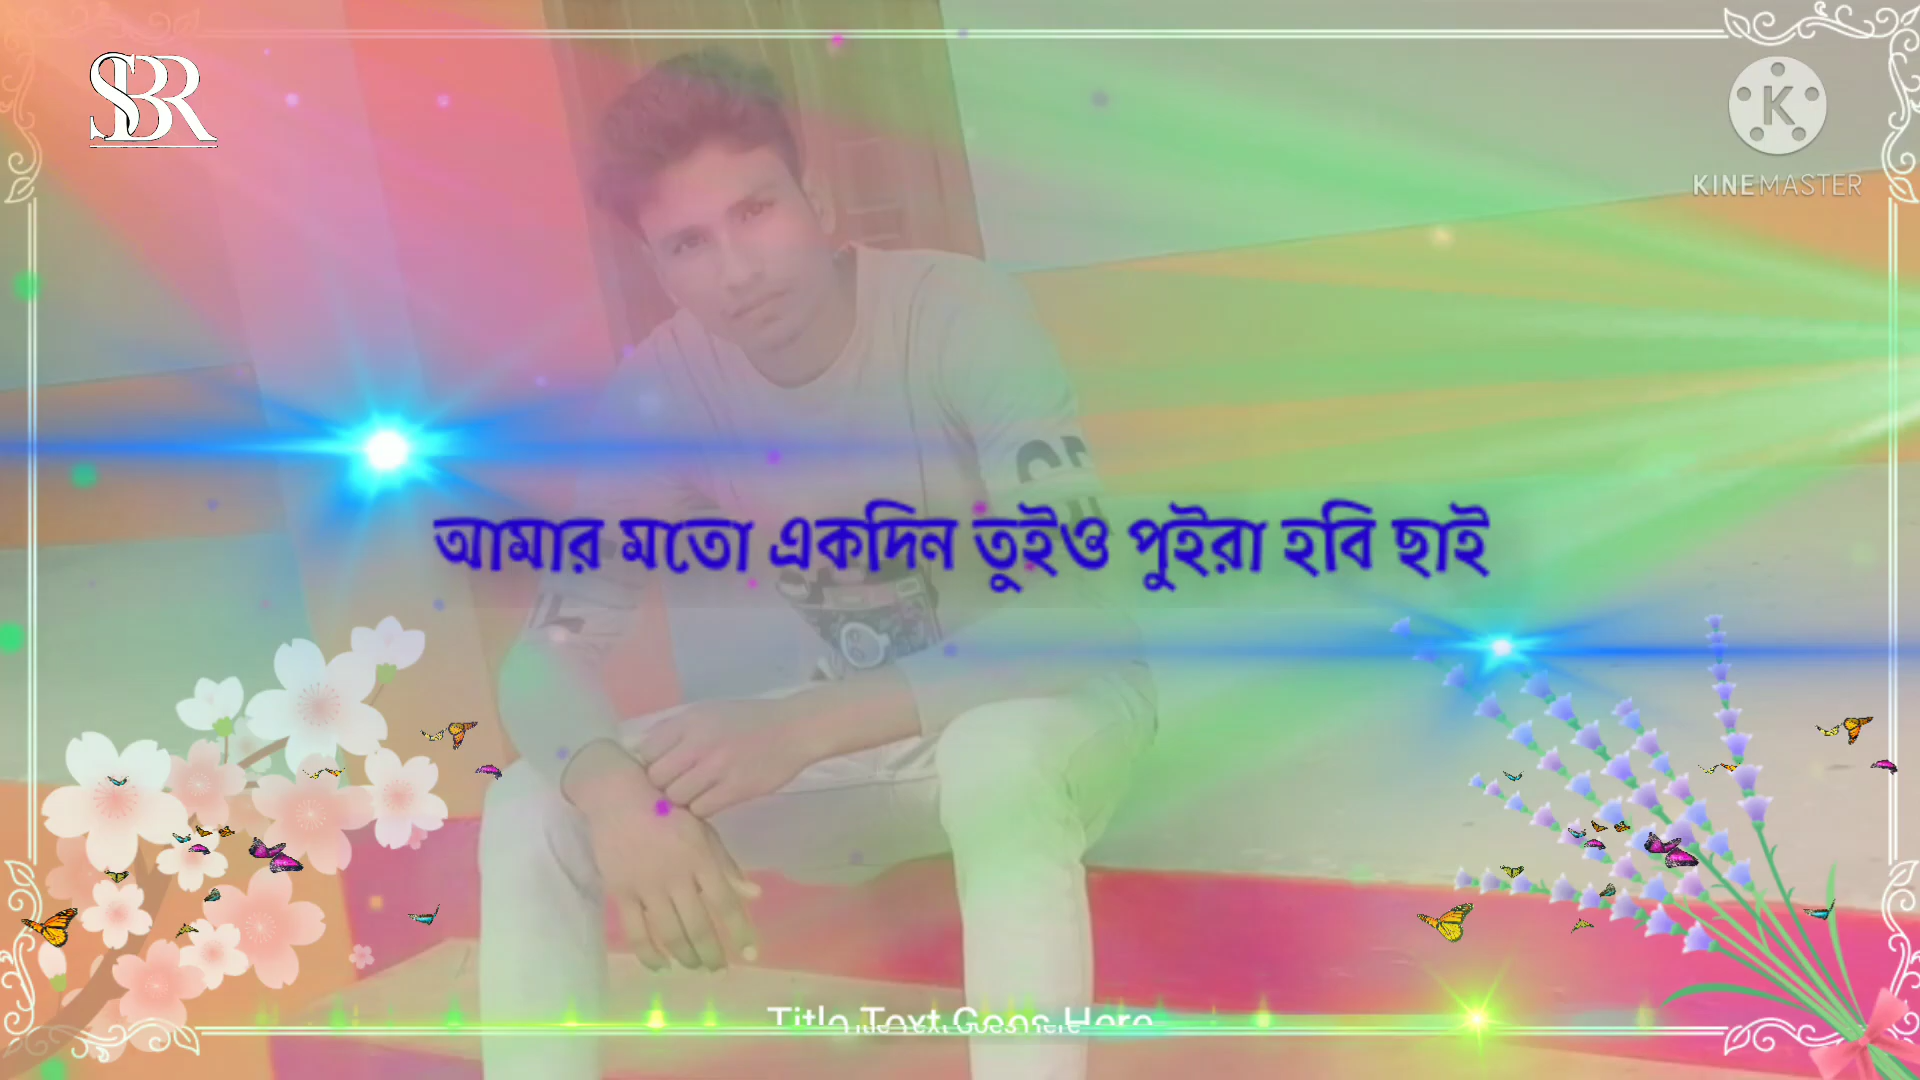 SBR
KINEMASTER
আমার মতো একদিন তুইও পুইরা হবি ছাই
Title Text Goes Here